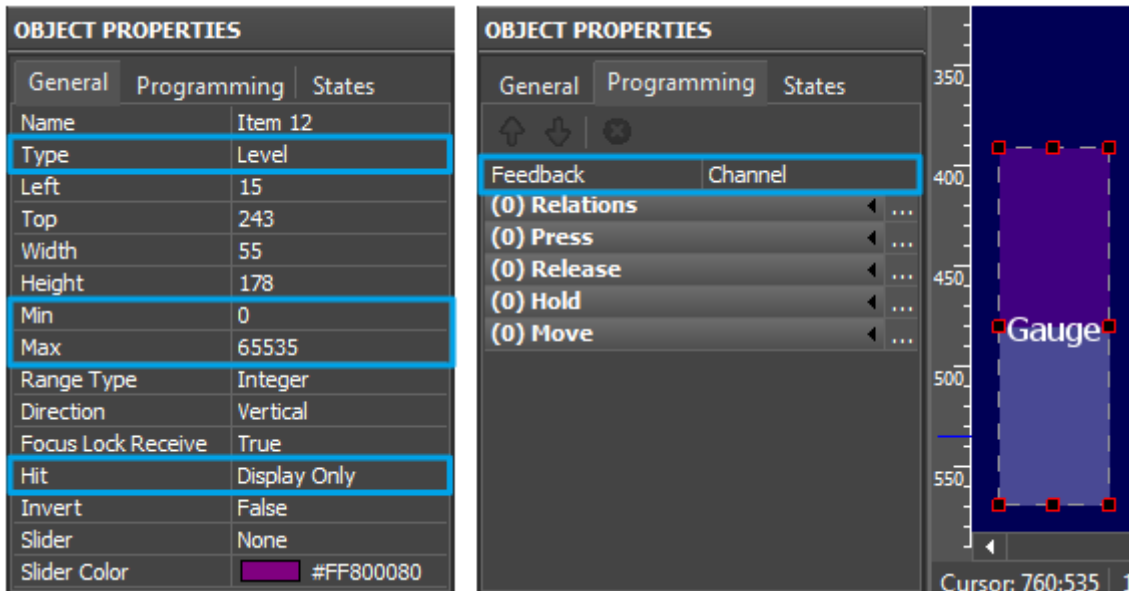 OBJECT PROPERTIES
General Programming States
Name Item 12
Type Level
Left 15
Top 243
Width 55
Height 178
Min 0
Max 65535
Range Type Integer
Direction Vertical
Focus Lock Receive True
Hit Display Only
Invert False
Slider None
Slider Color #FF800080
OBJECT PROPERTIES
General Programming States
Feedback Channel
(0) Relations ...
(0) Press ...
(0) Release ...
(0) Hold ...
(0) Move ...
350
400
450
Gauge
500
550
Cursor: 760:535